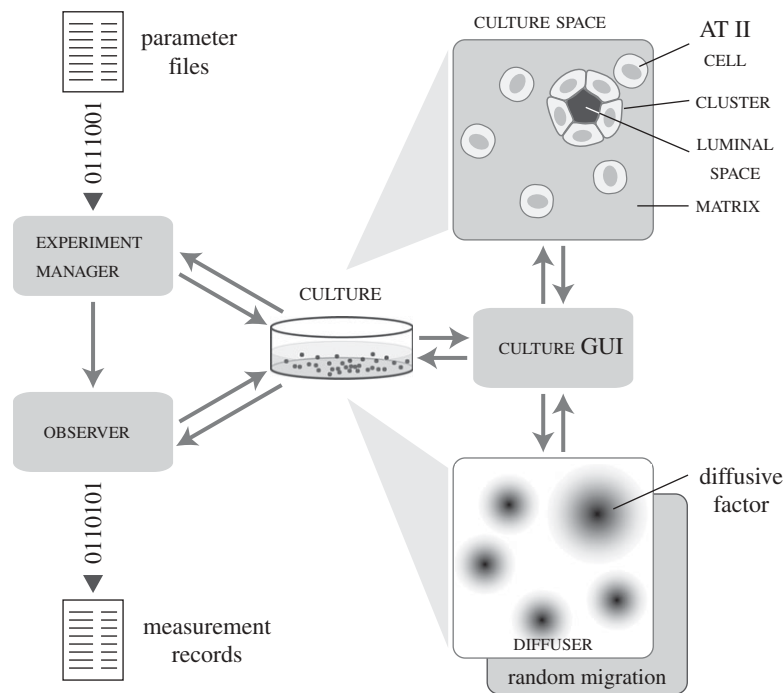 parameter
files
0111001
EXPERIMENT
MANAGER
OBSERVER
0110101
measurement
records
CULTURE
CULTURE SPACE
AT II
CELL
CLUSTER
LUMINAL
SPACE
MATRIX
CULTURE GUI
diffusive
factor
DIFFUSER
random migration